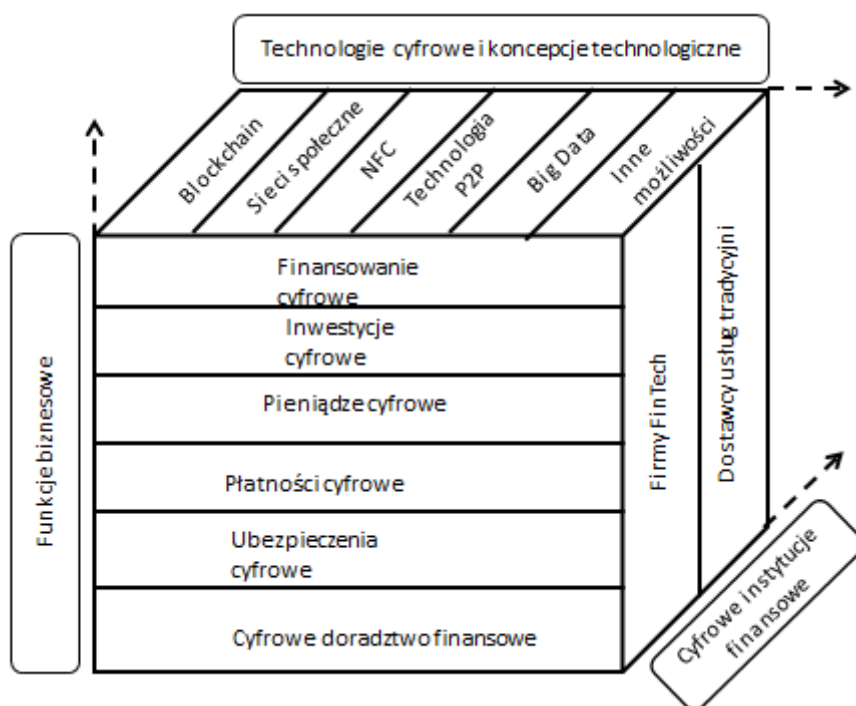 Technologie cyfrowe i koncepcje technologiczne
Blockchain
Sieci społeczne
NFC
Technologia
P2P
Big Data
Inne
możliwości
Funkcje biznesowe
Finansowanie
cyfrowe
Inwestycje
cyfrowe
Pieniądze cyfrowe
Płatności cyfrowe
Ubezpieczenia
cyfrowe
Cyfrowe doradztwo finansowe
Firmy FinTech
Dostawcy usług tradycyjni
Cyfrowe instytucje
finansowe